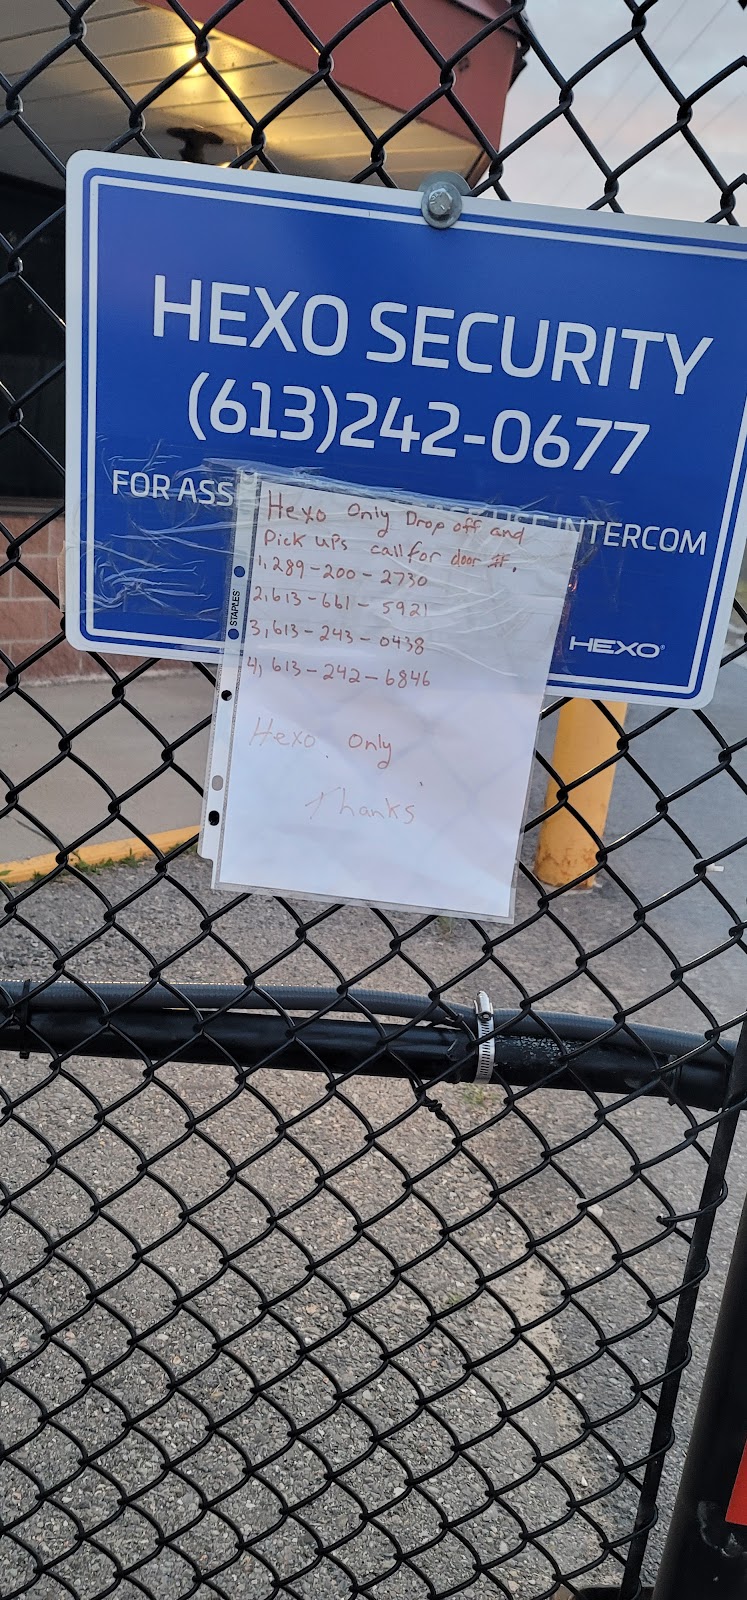 HEXO SECURITY
(613)242-0677
FOR ASS USE INTERCOM
Hexo Only Drop off and
Pick ups call for door #.
1, 289-200-2730
2, 613-661-5921
3, 613-243-0438
4, 613-242-6846
Hexo. Only
Thanks
STAPLES
HEXO